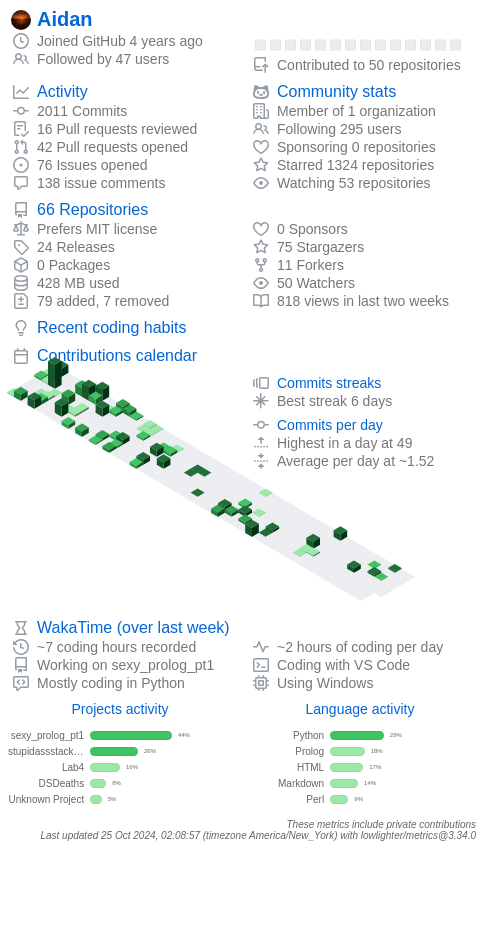 Aidan
Joined GitHub 4 years ago
Followed by 47 users
Contributed to 50 repositories
Activity
2011 Commits
16 Pull requests reviewed
42 Pull requests opened
76 Issues opened
138 issue comments
Community stats
Member of 1 organization
Following 295 users
Sponsoring 0 repositories
Starred 1324 repositories
Watching 53 repositories
66 Repositories
Prefers MIT license
24 Releases
0 Packages
428 MB used
79 added, 7 removed
0 Sponsors
75 Stargazers
11 Forkers
50 Watchers
818 views in last two weeks
Recent coding habits
Contributions calendar
Commits streaks
Best streak 6 days
Commits per day
Highest in a day at 49
Average per day at ~1.52
WakaTime (over last week)
~7 coding hours recorded
Working on sexy_prolog_pt1
Mostly coding in Python
~2 hours of coding per day
Coding with VS Code
Using Windows
Projects activity
sexy_prolog_pt1 44%
stupidassstack... 26%
Lab4 16%
DSDeaths 8%
Unknown Project 5%
Language activity
Python 29%
Prolog 18%
HTML 17%
Markdown 14%
Perl 9%
These metrics include private contributions
Last updated 25 Oct 2024, 02:08:57 (timezone America/New_York) with lowlighter/metrics@3.34.0